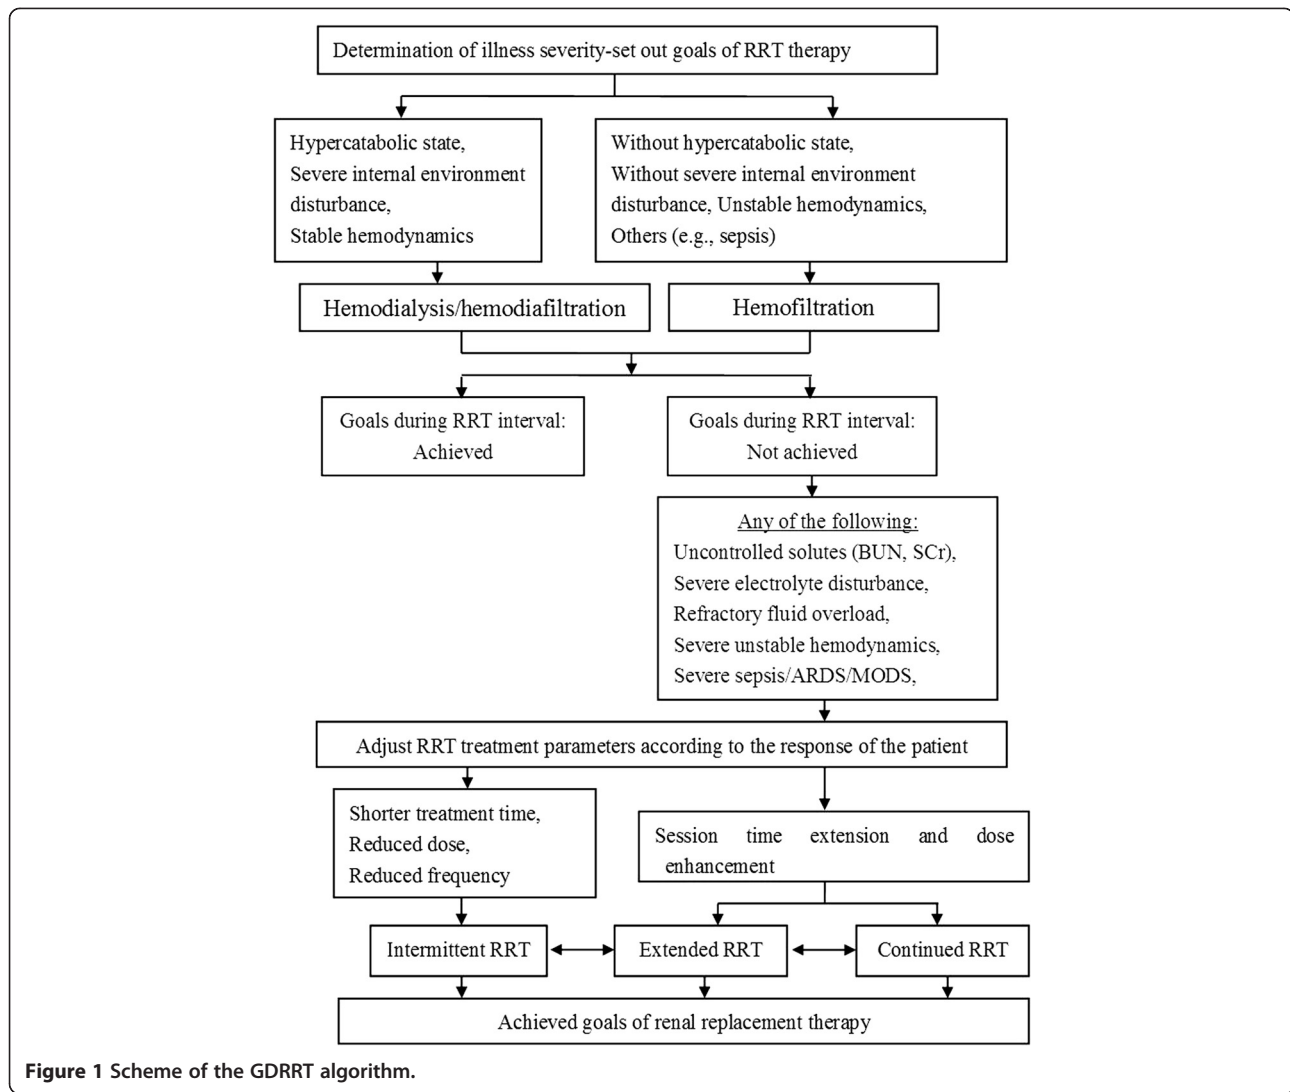 Determination of illness severity-set out goals of RRT therapy
Hypercatabolic state,
Severe internal environment
disturbance,
Stable hemodynamics
Without hypercatabolic state,
Without severe internal environment
disturbance, Unstable hemodynamics,
Others (e.g., sepsis)
Hemodialysis/hemodiafiltration
Hemofiltration
Goals during RRT interval:
Achieved
Goals during RRT interval:
Not achieved
Any of the following:
Uncontrolled solutes (BUN, SCr),
Severe electrolyte disturbance,
Refractory fluid overload,
Severe unstable hemodynamics,
Severe sepsis/ARDS/MODS,
Adjust RRT treatment parameters according to the response of the patient
Shorter treatment time,
Reduced dose,
Reduced frequency
Session time extension and dose
enhancement
Intermittent RRT
Extended RRT
Continued RRT
Achieved goals of renal replacement therapy
Figure 1 Scheme of the GDRRT algorithm.